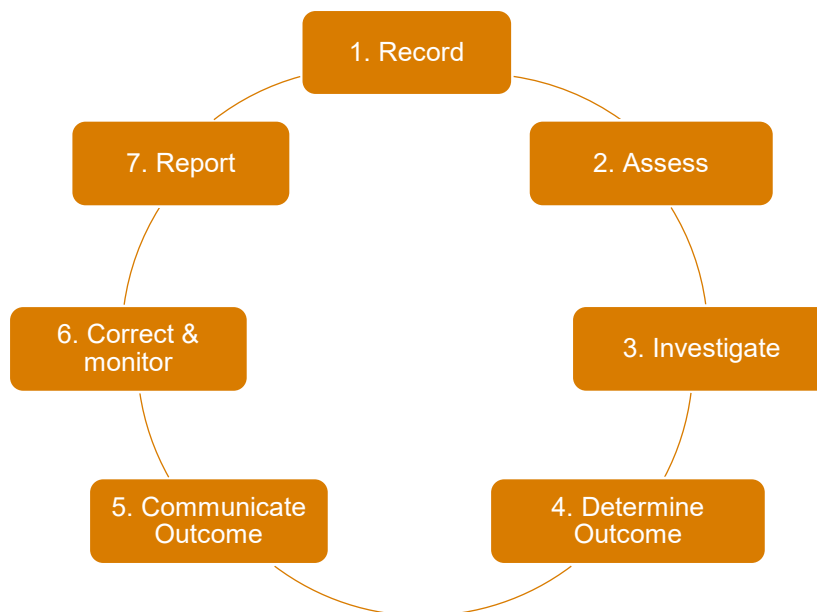 1. Record
2. Assess
3. Investigate
4. Determine
Outcome
5. Communicate
Outcome
6. Correct &
monitor
7. Report